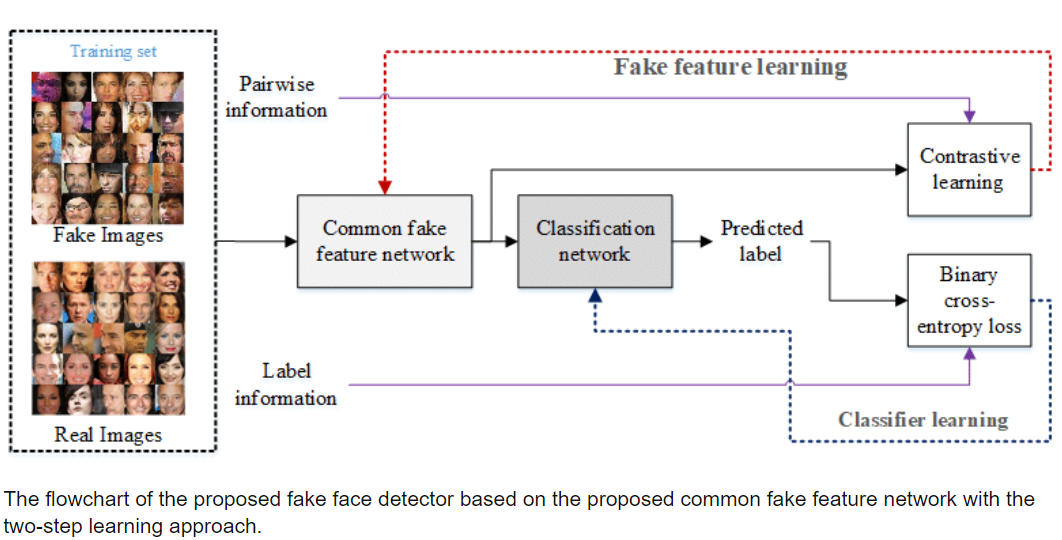 Training set
Fake Images
Real Images
Pairwise
information
Fake feature learning
Common fake
feature network
Classification
network
Predicted
label
Contrastive
learning
Binary
cross-
entropy loss
Label
information
Classifier learning
The flowchart of the proposed fake face detector based on the proposed common fake feature network with the
two-step learning approach.